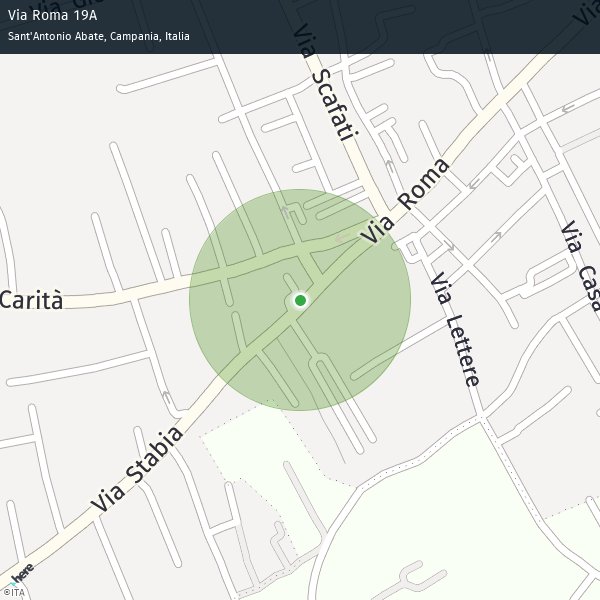 Via Roma 19A
Sant'Antonio Abate, Campania, Italia
Via Scafati
Via Roma
Via Casa
Carità
Via Lettere
Via Stabia
here
©ITA